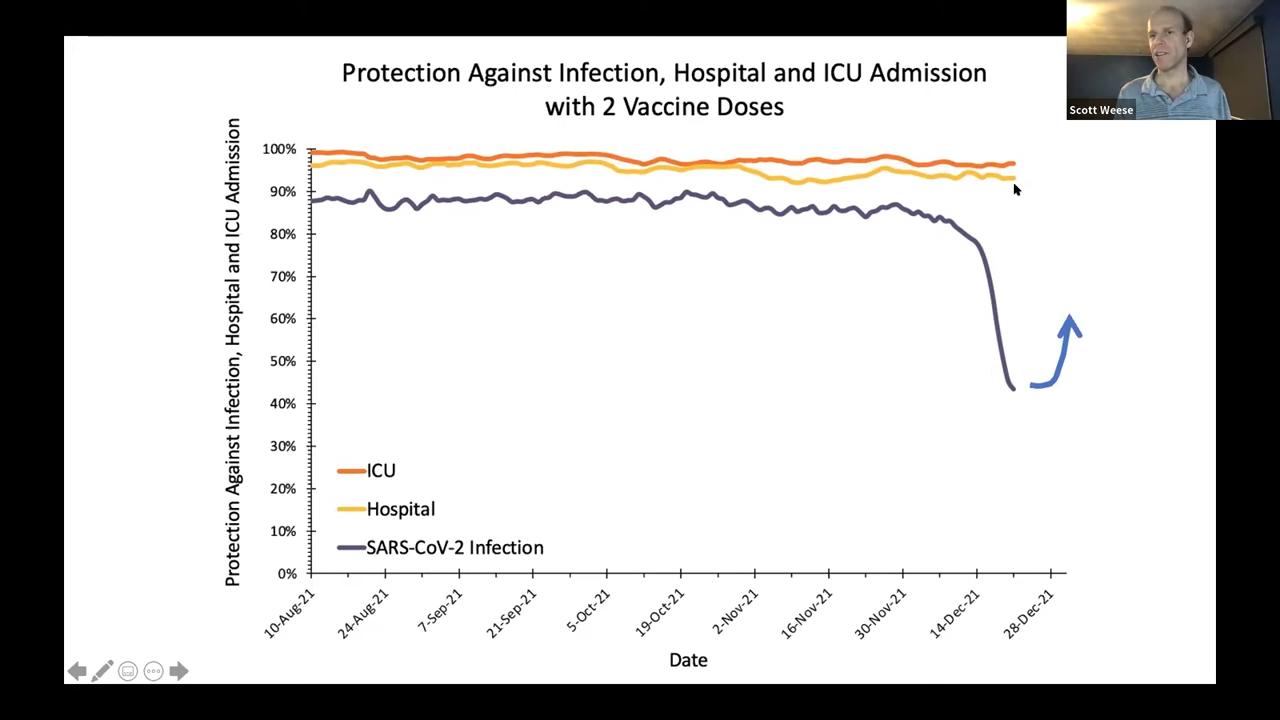 Protection Against Infection, Hospital and ICU Admission
with 2 Vaccine Doses
Scott Weese
Protection Against Infection, Hospital and ICU Admission
100%
90%
80%
70%
60%
50%
40%
30%
20%
10%
0%
ICU
Hospital
SARS-CoV-2 Infection
10-Aug-21
24-Aug-21
7-Sep-21
21-Sep-21
5-Oct-21
19-Oct-21
2-Nov-21
16-Nov-21
30-Nov-21
14-Dec-21
28-Dec-21
Date